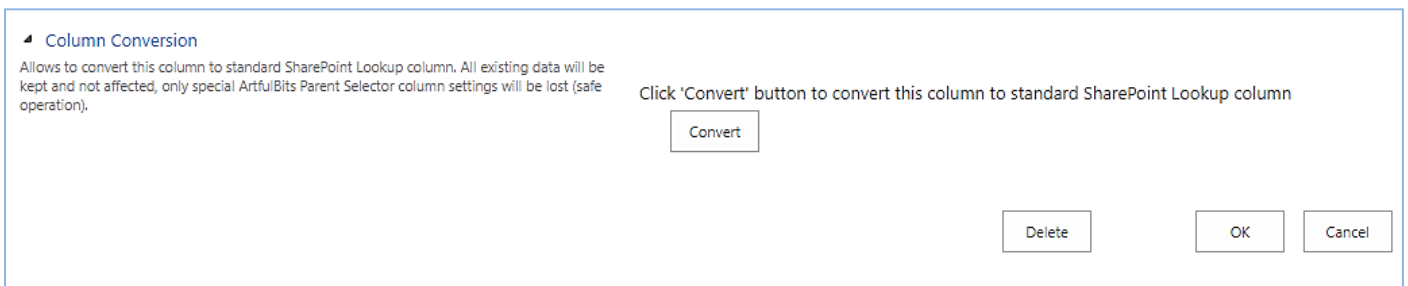 Column Conversion
Allows to convert this column to standard SharePoint Lookup column. All existing data will be
kept and not affected, only special ArtfulBits Parent Selector column settings will be lost (safe
operation).
Click 'Convert' button to convert this column to standard SharePoint Lookup column
Convert
Delete
OK
Cancel